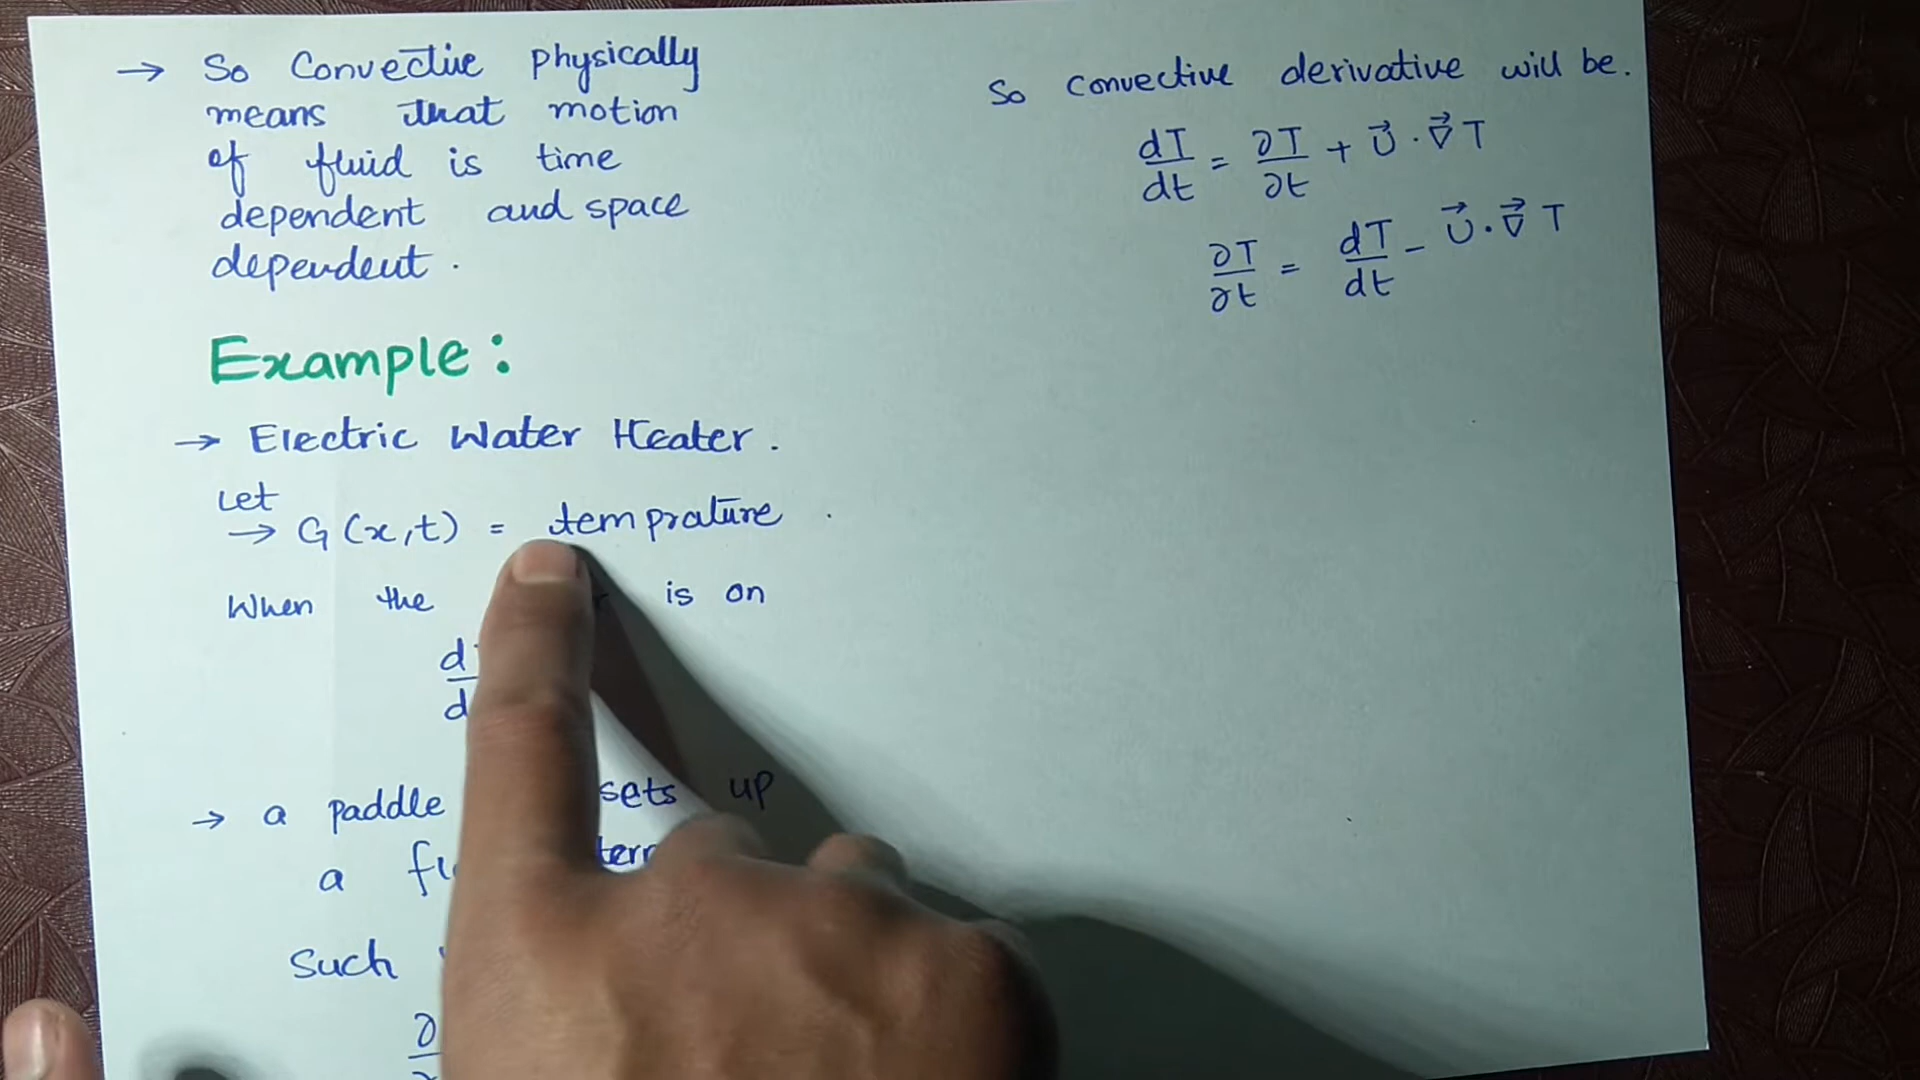 → So Convective physically
means that motion
of fluid is time
dependent and space
dependent .
Example :
→ Electric Water Heater .
Let
→ G (x,t) = temprature .
When the is on
d
d
→ a paddle sets up
a
Such
∂
So convective derivative will be.
dT/dt = ∂T/∂t + U⃗ · ∇⃗ T
∂T/∂t = dT/dt - U⃗ · ∇⃗ T